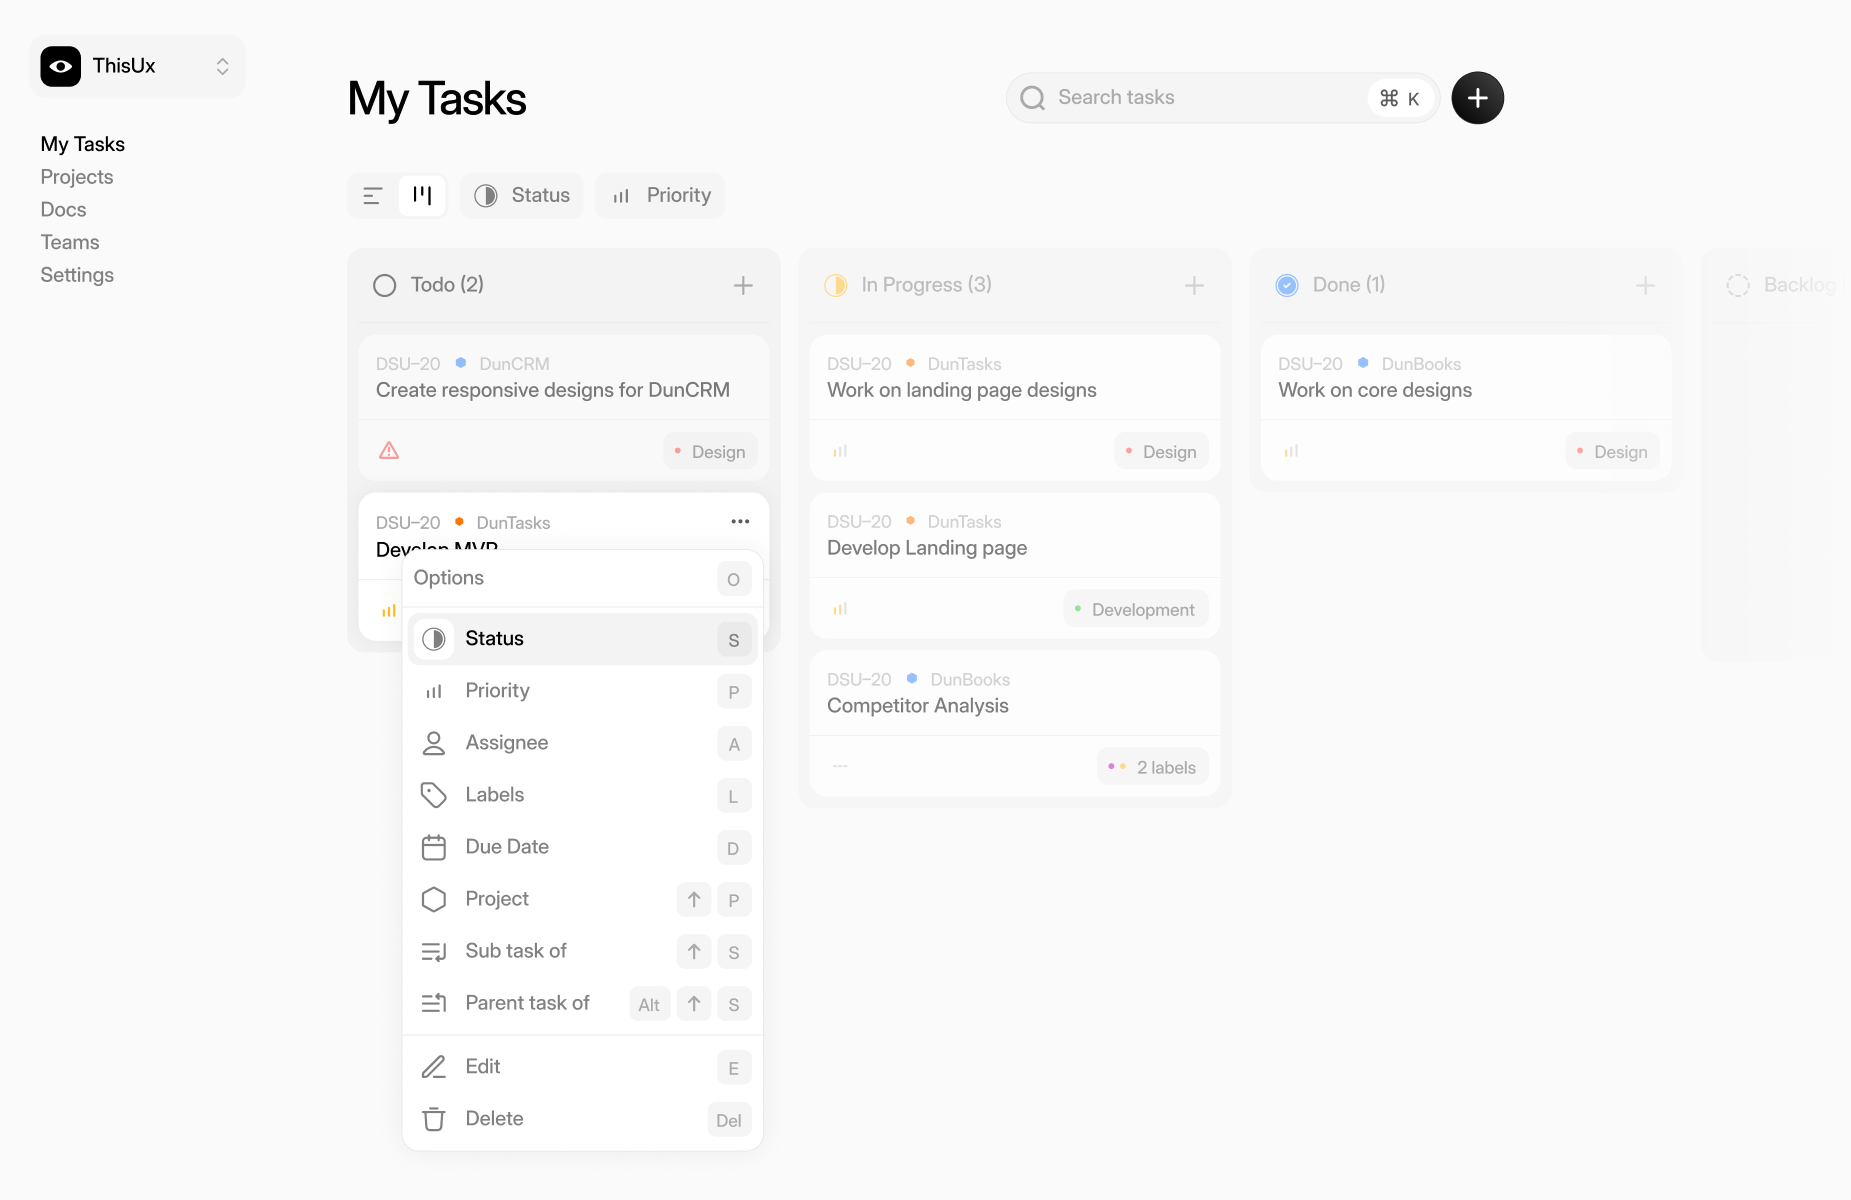 ThisUx
My Tasks
Projects
Docs
Teams
Settings
My Tasks
Search tasks
⌘ K
Status
Priority
Todo (2)
DSU–20 DunCRM
Create responsive designs for DunCRM
Design
DSU–20 DunTasks
Develop MVP
Options O
Status S
Priority P
Assignee A
Labels L
Due Date D
Project ↑ P
Sub task of ↑ S
Parent task of Alt ↑ S
Edit E
Delete Del
In Progress (3)
DSU–20 DunTasks
Work on landing page designs
Design
DSU–20 DunTasks
Develop Landing page
Development
DSU–20 DunBooks
Competitor Analysis
---
2 labels
Done (1)
DSU–20 DunBooks
Work on core designs
Design
Backlog